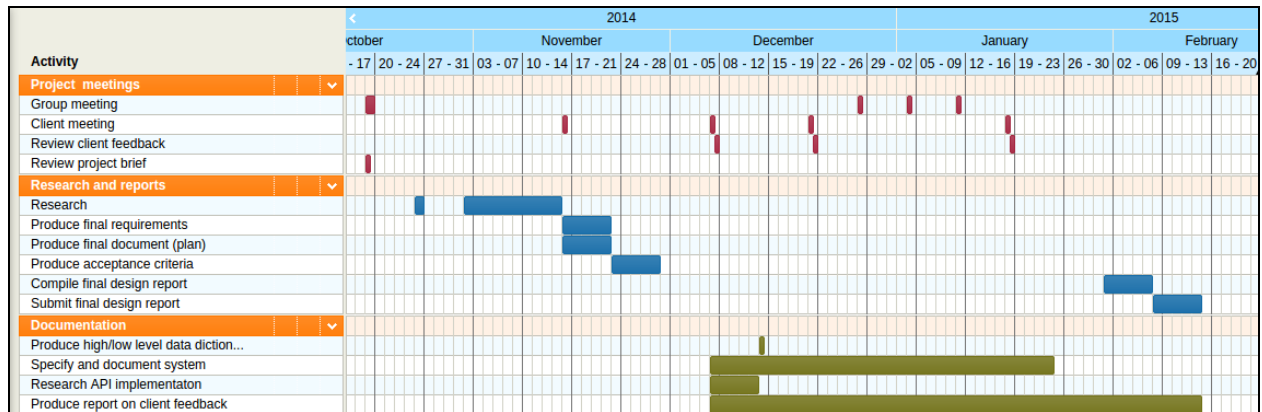 2014 2015
ctober November December January February
Activity - 17 20 - 24 27 - 31 03 - 07 10 - 14 17 - 21 24 - 28 01 - 05 08 - 12 15 - 19 22 - 26 29 - 02 05 - 09 12 - 16 19 - 23 26 - 30 02 - 06 09 - 13 16 - 20
Project meetings
Group meeting
Client meeting
Review client feedback
Review project brief
Research and reports
Research
Produce final requirements
Produce final document (plan)
Produce acceptance criteria
Compile final design report
Submit final design report
Documentation
Produce high/low level data diction...
Specify and document system
Research API implementaton
Produce report on client feedback